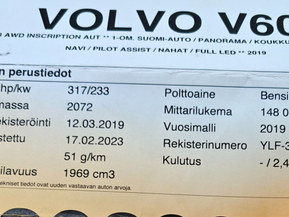 VOLVO V60
AWD INSCRIPTION AUT ** 1-OM. SUOMI-AUTO / PANORAMA / KOUKKU
NAVI / PILOT ASSIST / NAHAT / FULL LED ** 2019
n perustiedot
hp/kw 317/233 Polttoaine Bensi
massa 2072 Mittarilukema 148 0
ekisteröinti 12.03.2019 Vuosimalli 2019
stettu 17.02.2023 Rekisterinumero YLF-3
51 g/km Kulutus - / 2,4
ilavuus 1969 cm3
ekniset tiedot ovat uuden vastaavan auton arvoja.